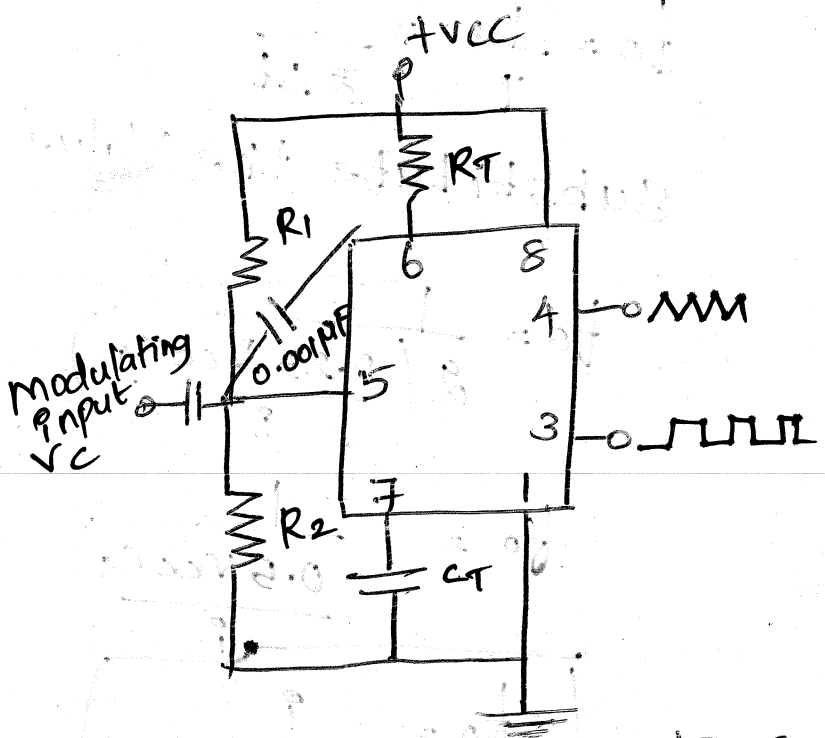 +VCC
RT
R1
6
8
4
0.001µF
Modulating
input
VC
5
3
7
1
R2.
CT